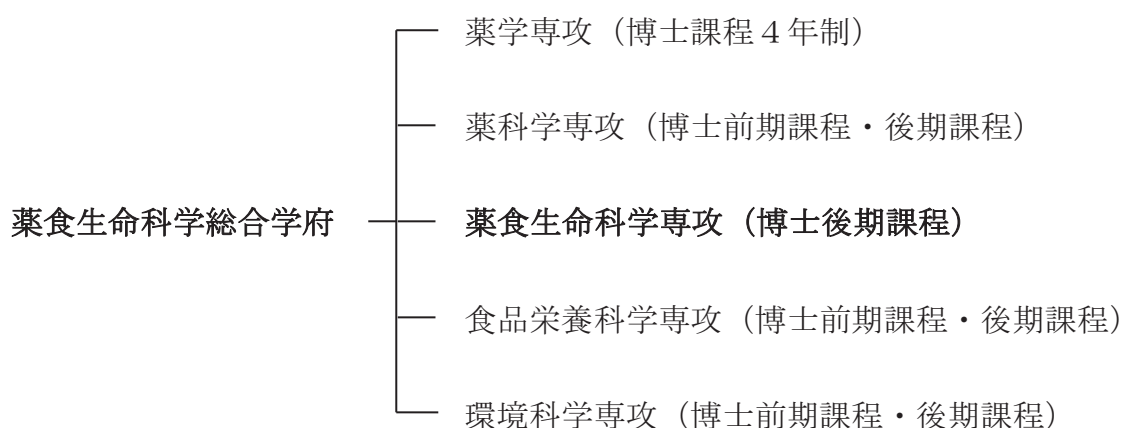 薬学専攻（博士課程４年制）
薬科学専攻（博士前期課程・後期課程）
薬食生命科学総合学府
薬食生命科学専攻（博士後期課程）
食品栄養科学専攻（博士前期課程・後期課程）
環境科学専攻（博士前期課程・後期課程）